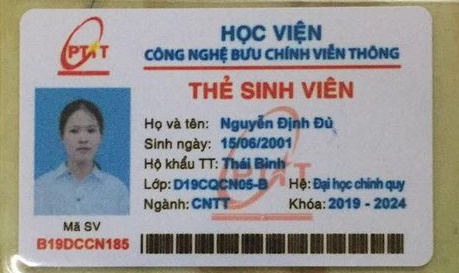 PTiT
HỌC VIỆN
CÔNG NGHỆ BƯU CHÍNH VIỄN THÔNG
THẺ SINH VIÊN
Họ và tên: Nguyễn Định Đủ
Sinh ngày: 15/06/2001
Hộ khẩu TT: Thái Bình
Lớp: D19CQCN05-B Hệ: Đại học chính quy
Ngành: CNTT Khóa: 2019 - 2024
Mã SV
B19DCCN185